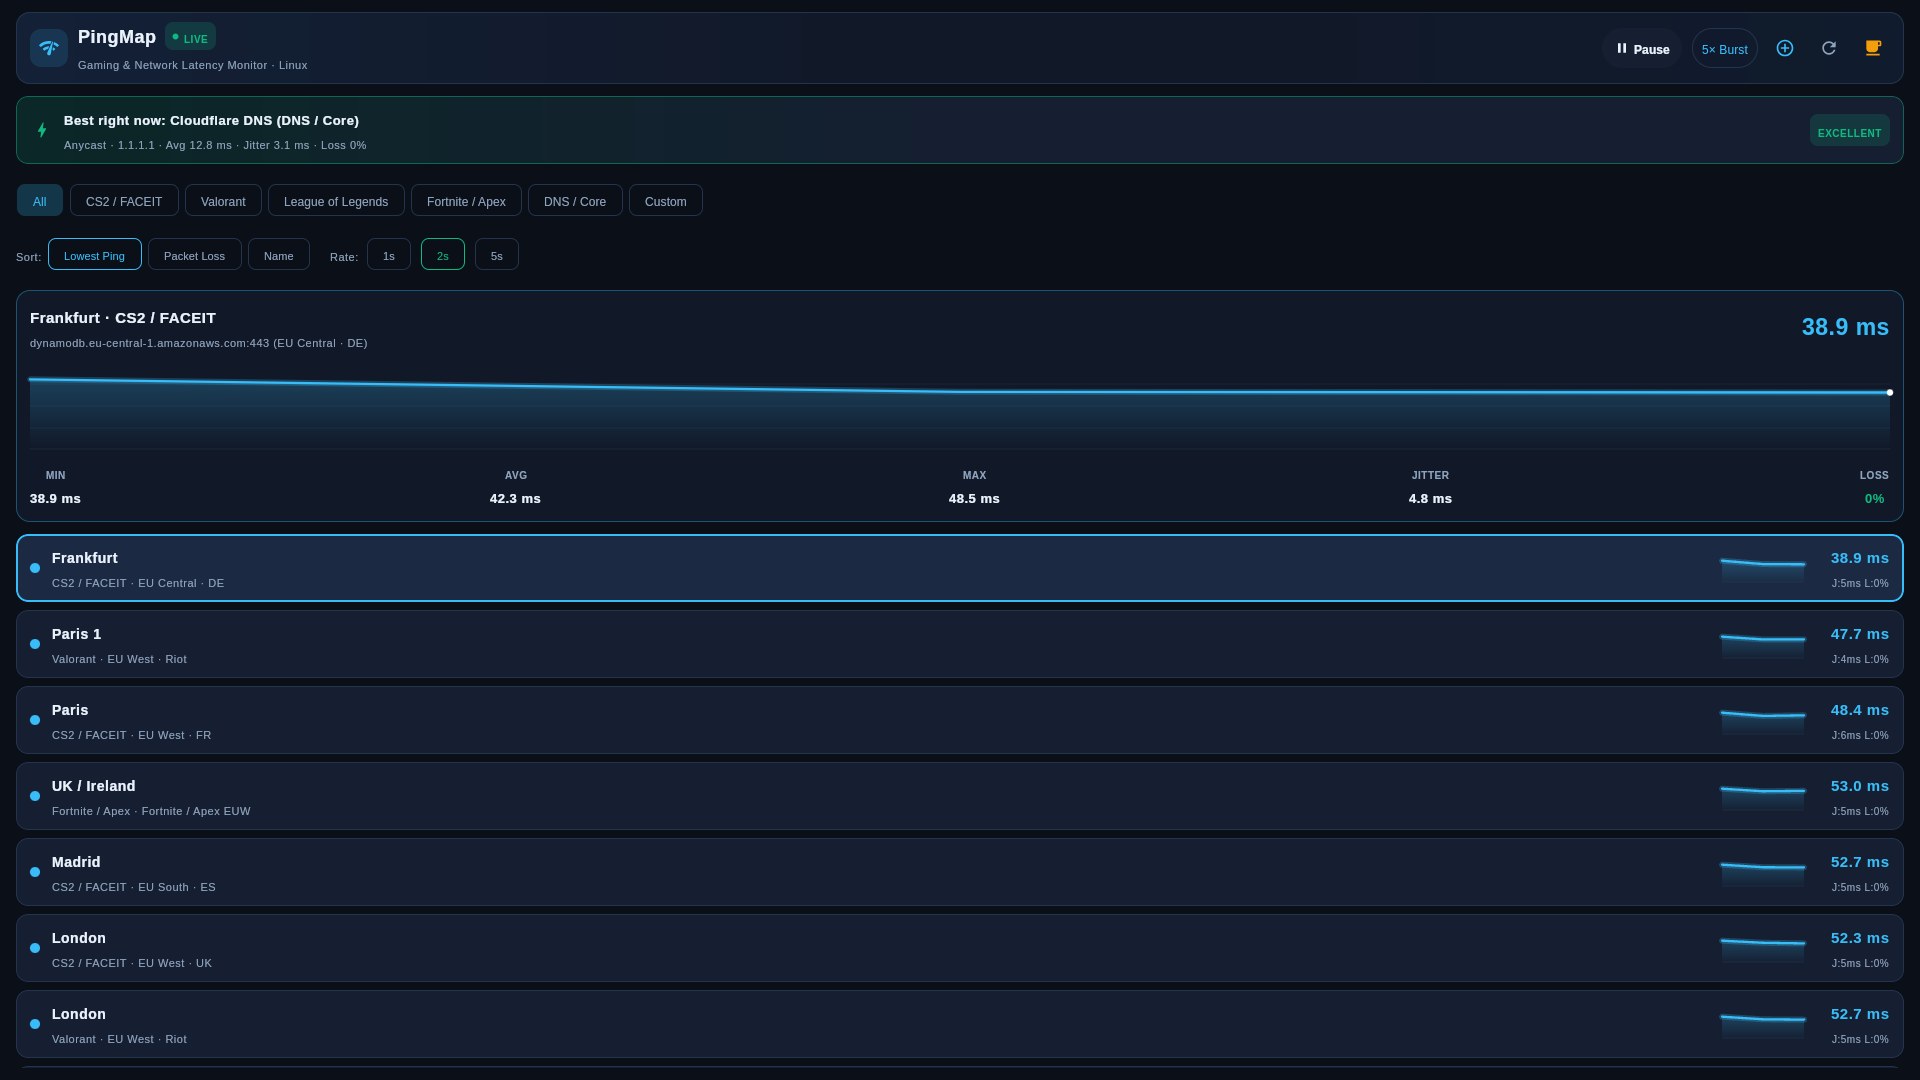 PingMap
LIVE
Gaming & Network Latency Monitor · Linux
Pause
5× Burst
Best right now: Cloudflare DNS (DNS / Core)
Anycast · 1.1.1.1 · Avg 12.8 ms · Jitter 3.1 ms · Loss 0%
EXCELLENT
All CS2 / FACEIT Valorant League of Legends Fortnite / Apex DNS / Core Custom
Sort: Lowest Ping Packet Loss Name Rate: 1s 2s 5s
Frankfurt · CS2 / FACEIT
dynamodb.eu-central-1.amazonaws.com:443 (EU Central · DE)
38.9 ms
MIN AVG MAX JITTER LOSS
38.9 ms 42.3 ms 48.5 ms 4.8 ms 0%
Frankfurt
CS2 / FACEIT · EU Central · DE
38.9 ms
J:5ms L:0%
Paris 1
Valorant · EU West · Riot
47.7 ms
J:4ms L:0%
Paris
CS2 / FACEIT · EU West · FR
48.4 ms
J:6ms L:0%
UK / Ireland
Fortnite / Apex · Fortnite / Apex EUW
53.0 ms
J:5ms L:0%
Madrid
CS2 / FACEIT · EU South · ES
52.7 ms
J:5ms L:0%
London
CS2 / FACEIT · EU West · UK
52.3 ms
J:5ms L:0%
London
Valorant · EU West · Riot
52.7 ms
J:5ms L:0%